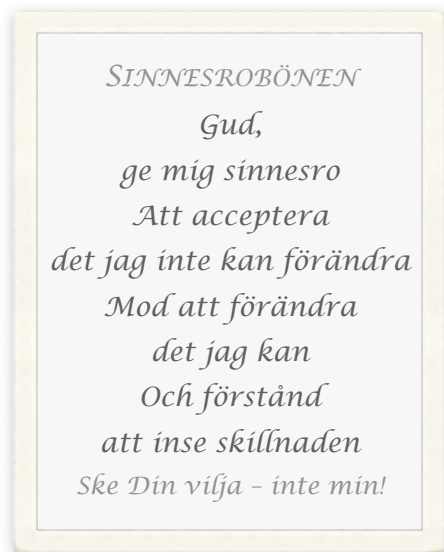 SINNESROBÖNEN
Gud,
ge mig sinnesro
Att acceptera
det jag inte kan förändra
Mod att förändra
det jag kan
Och förstånd
att inse skillnaden
Ske Din vilja – inte min!